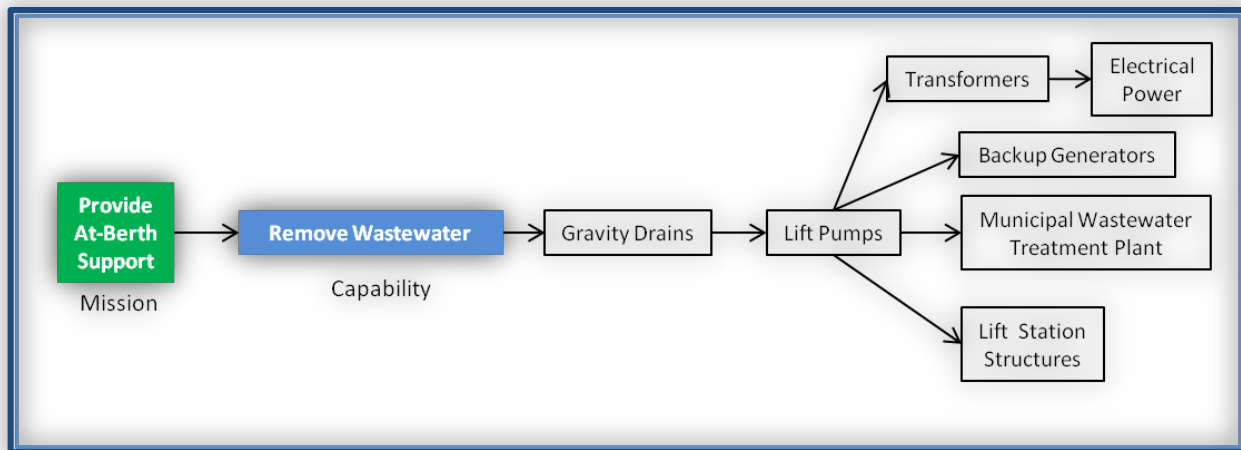 Provide
At-Berth
Support
Mission
Remove Wastewater
Capability
Gravity Drains
Lift Pumps
Transformers
Electrical
Power
Backup Generators
Municipal Wastewater
Treatment Plant
Lift Station
Structures